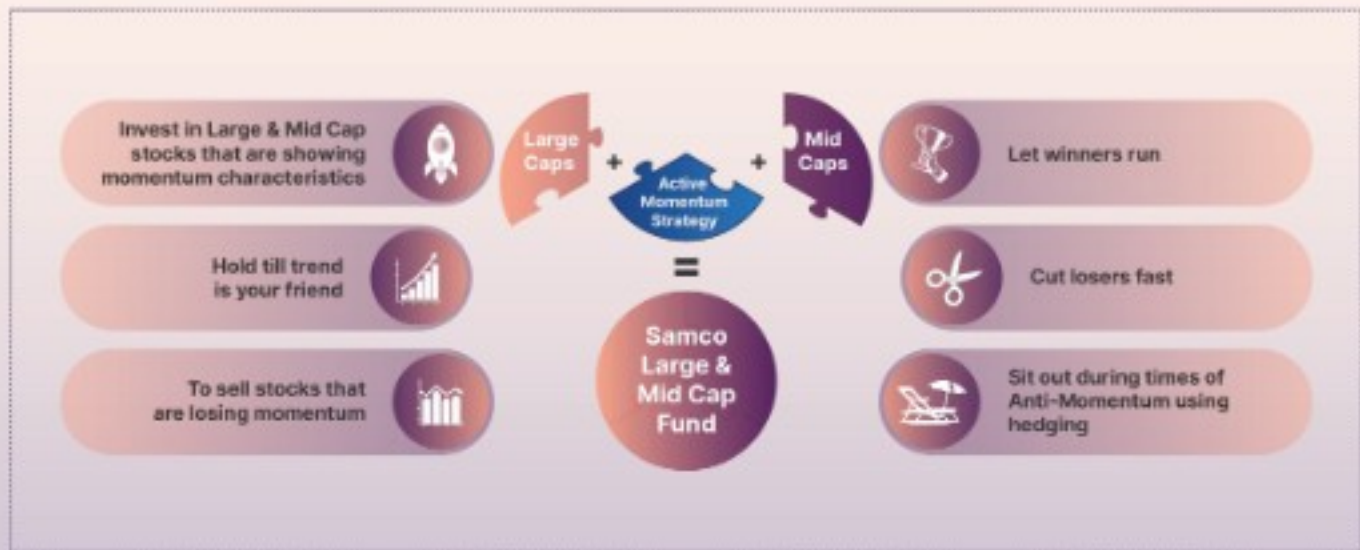 Invest in Large & Mid Cap
stocks that are showing
momentum characteristics
Hold till trend
is your friend
To sell stocks that
are losing momentum
Large
Caps
+
Active
Momentum
Strategy
+
Mid
Caps
=
Samco
Large &
Mid Cap
Fund
Let winners run
Cut losers fast
Sit out during times of
Anti-Momentum using
hedging